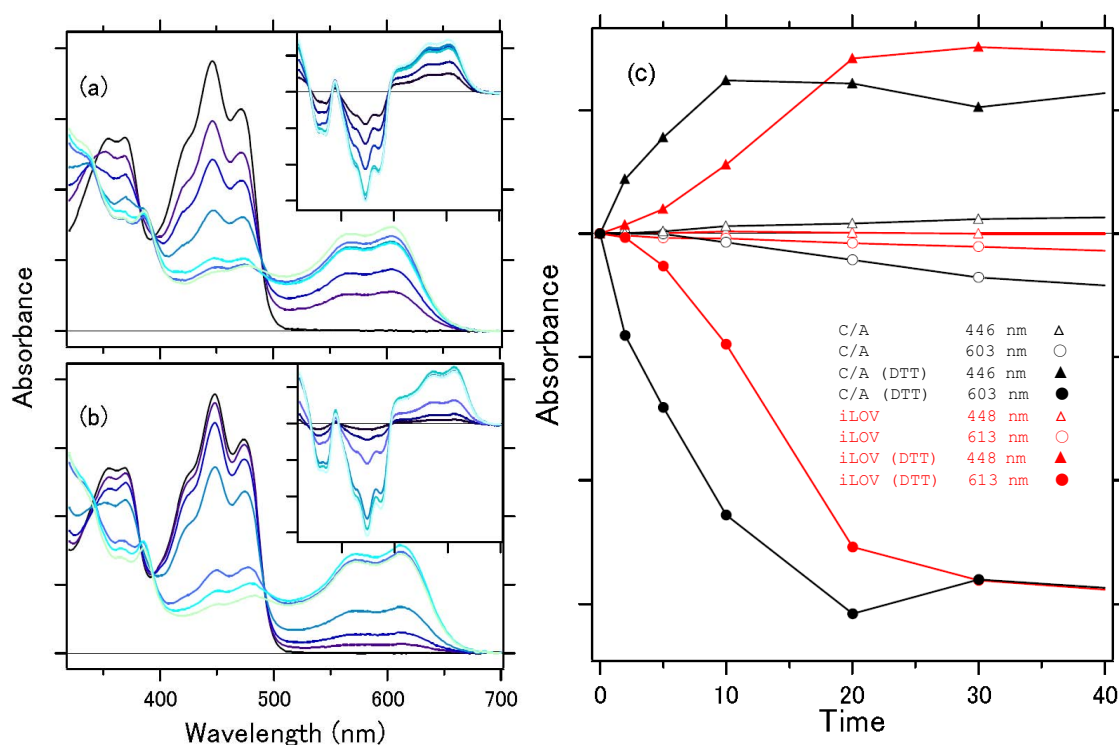 (a)
(b)
Absorbance
400
500
600
700
Wavelength (nm)
(c)
Absorbance
C/A 446 nm △
C/A 603 nm ○
C/A (DTT) 446 nm ▲
C/A (DTT) 603 nm ●
iLOV 448 nm △
iLOV 613 nm ○
iLOV (DTT) 448 nm ▲
iLOV (DTT) 613 nm ●
0
10
20
30
40
Time